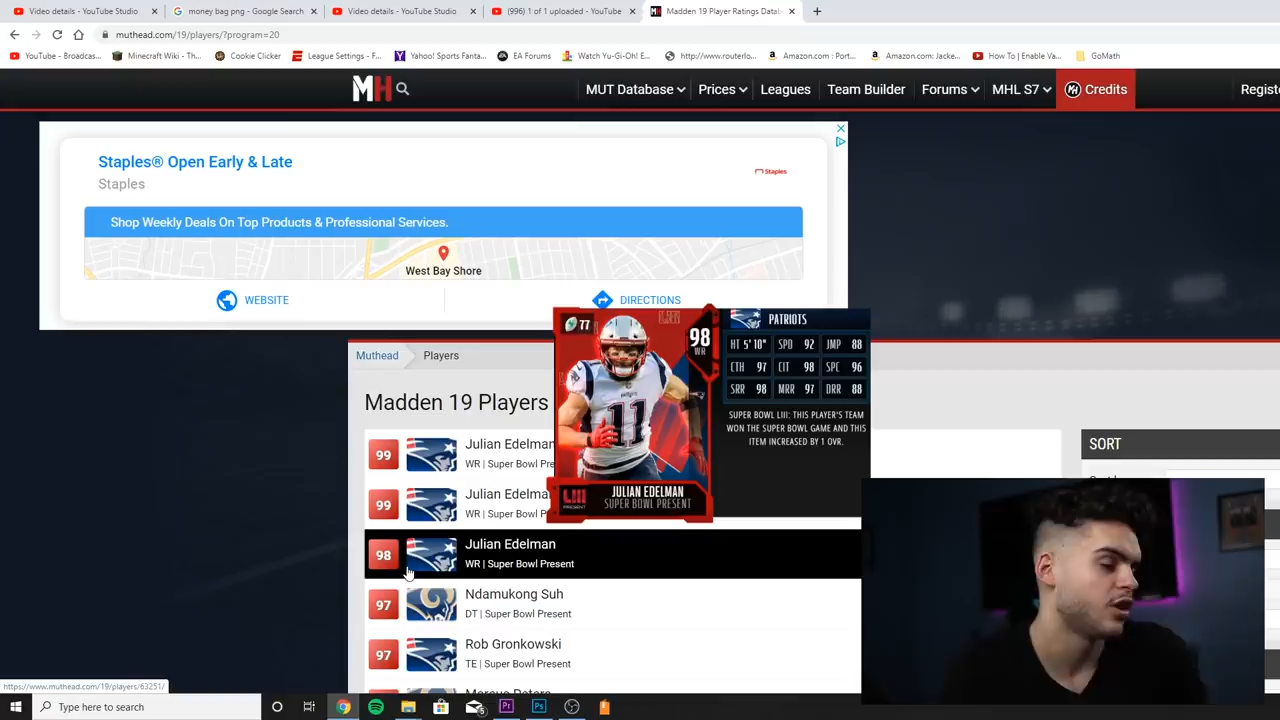 Video details - YouTube Studio
money bag png - Google Search
Video details - YouTube Studio
(996) 1 of 1 uploaded - YouTube
Madden 19 Player Ratings Datab
muthead.com/19/players/?program=20
YouTube - Broadcas...
Minecraft Wiki - Th...
Cookie Clicker
League Settings - F...
Yahoo! Sports Fanta...
EA Forums
Watch Yu-Gi-Oh! E...
http://www.routerlo...
Amazon.com : Port...
Amazon.com: Jacke...
How To | Enable Va...
GoMath
MH
MUT Database
Prices
Leagues
Team Builder
Forums
MHL S7
Credits
Regist
Staples® Open Early & Late
Staples
Staples
Shop Weekly Deals On Top Products & Professional Services.
West Bay Shore
WEBSITE
DIRECTIONS
Muthead
Players
Madden 19 Players
77
98
WR
JULIAN EDELMAN
SUPER BOWL PRESENT
LIII
PRESENT
11
PATRIOTS
HT 5' 10" SPD 92 JMP 88
CTH 97 CIT 98 SPC 96
SRR 98 MRR 97 DRR 88
SUPER BOWL LIII: THIS PLAYER'S TEAM
WON THE SUPER BOWL GAME AND THIS
ITEM INCREASED BY 1 OVR.
99
Julian Edelman
WR | Super Bowl Pre
99
Julian Edelman
WR | Super Bowl Pre
98
Julian Edelman
WR | Super Bowl Present
97
Ndamukong Suh
DT | Super Bowl Present
97
Rob Gronkowski
TE | Super Bowl Present
Marcus Peters
SORT
https://www.muthead.com/19/players/63251/
Type here to search